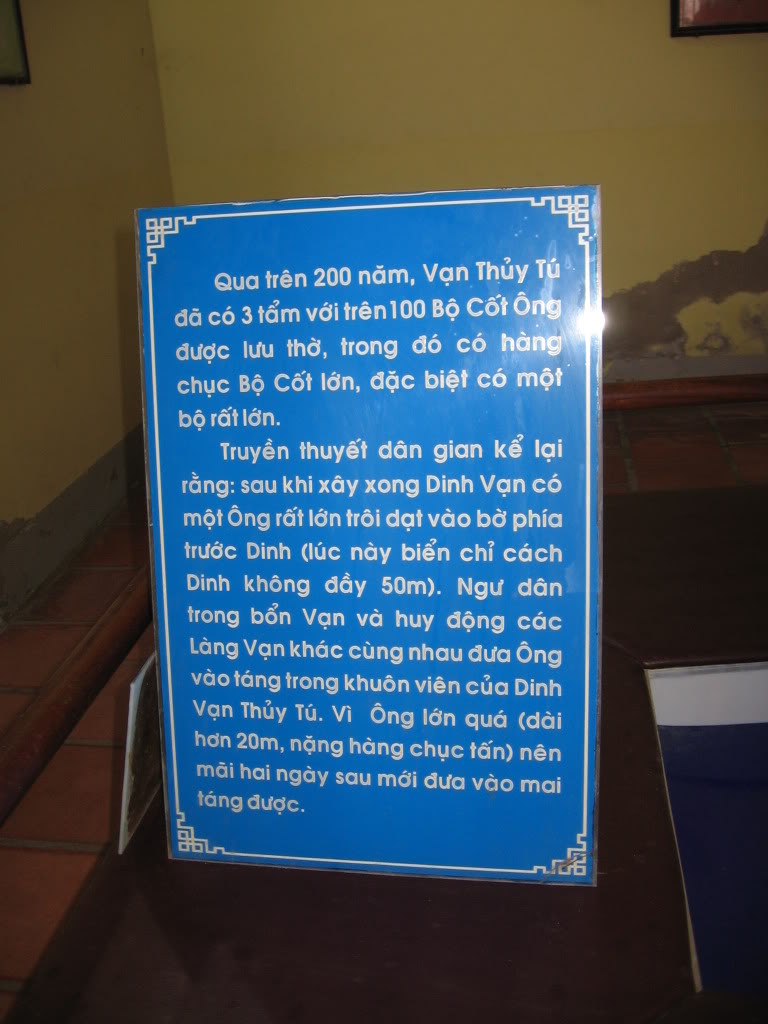 Qua trên 200 năm, Vạn Thủy Tú
đã có 3 tẩm với trên100 Bộ Cốt Ông
được lưu thờ, trong đó có hàng
chục Bộ Cốt lớn, đặc biệt có một
bộ rất lớn.
Truyền thuyết dân gian kể lại
rằng: sau khi xây xong Dinh Vạn có
một Ông rất lớn trôi dạt vào bờ phía
trước Dinh (lúc này biển chỉ cách
Dinh không đầy 50m). Ngư dân
trong bổn Vạn và huy động các
Làng Vạn khác cùng nhau đưa Ông
vào táng trong khuôn viên của Dinh
Vạn Thủy Tú. Vì Ông lớn quá (dài
hơn 20m, nặng hàng chục tấn) nên
mãi hai ngày sau mới đưa vào mai
táng được.